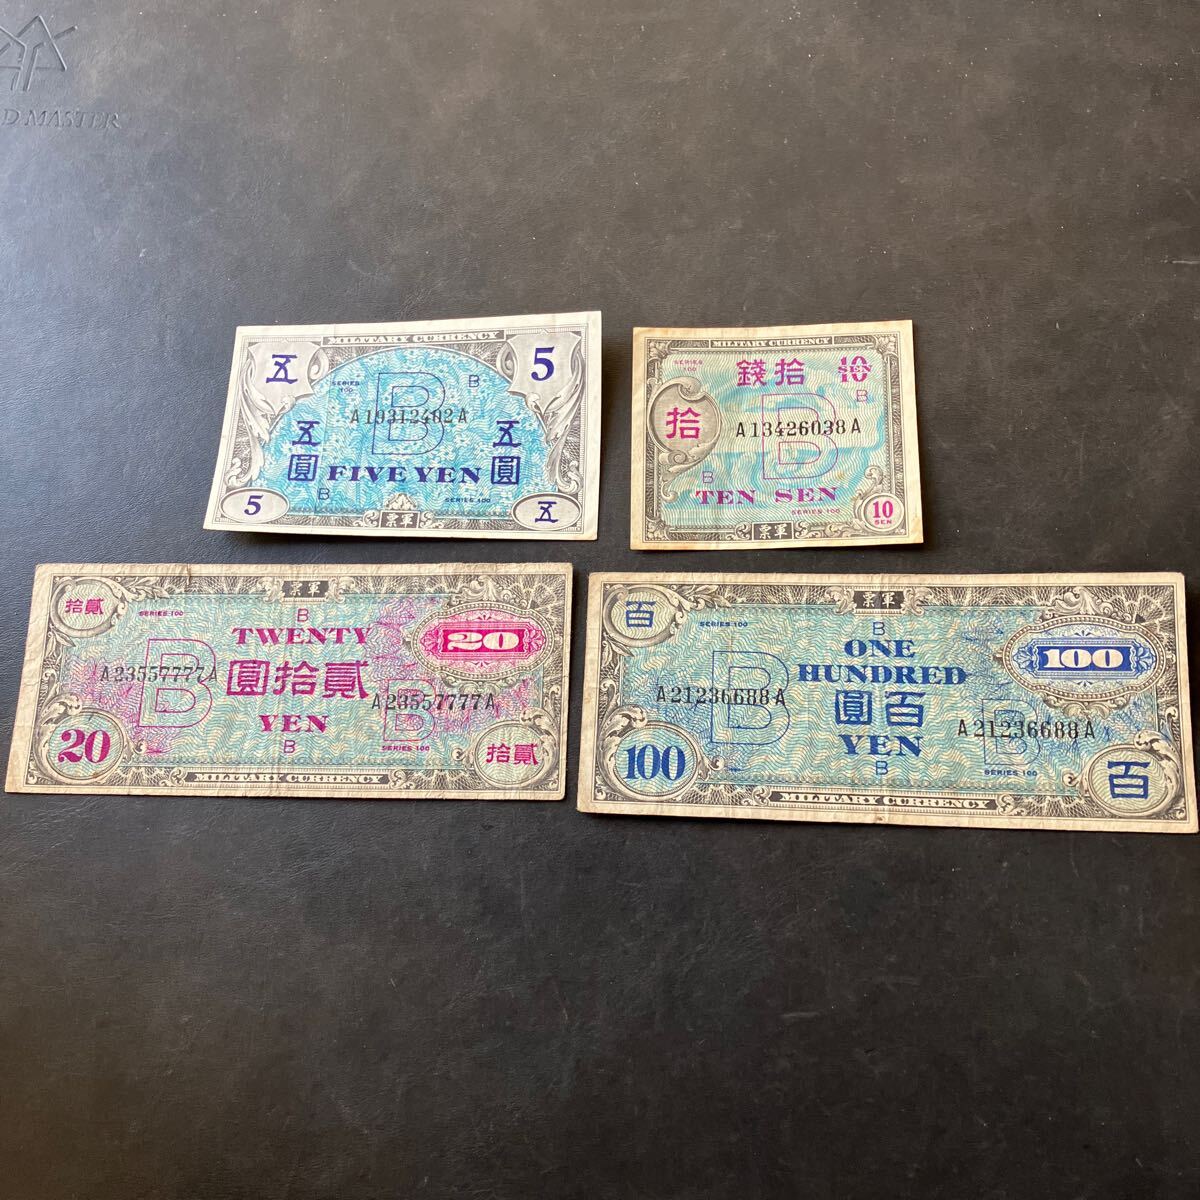 D MASTER
MILITARY CURRENCY
五
5
SERIES
100
B
B
A19312402A
五
圓
FIVE YEN
五
圓
B
SERIES 100
5
票軍
五
MILITARY CURRENCY
SERIES
100
錢拾
10
SEN
B
拾
B
A13426038A
B
TEN SEN
SERIES 100
票軍
10
SEN
票軍
拾貳
SERIES 100
B
TWENTY
20
B
A23557777A
圓拾貳
A23557777A
B
YEN
SERIES 100
20
B
拾貳
MILITARY CURRENCY
票軍
百
SERIES 100
B
ONE
HUNDRED
100
B
A21236688A
圓百
B
A21236688A
YEN
SERIES 100
100
B
百
MILITARY CURRENCY